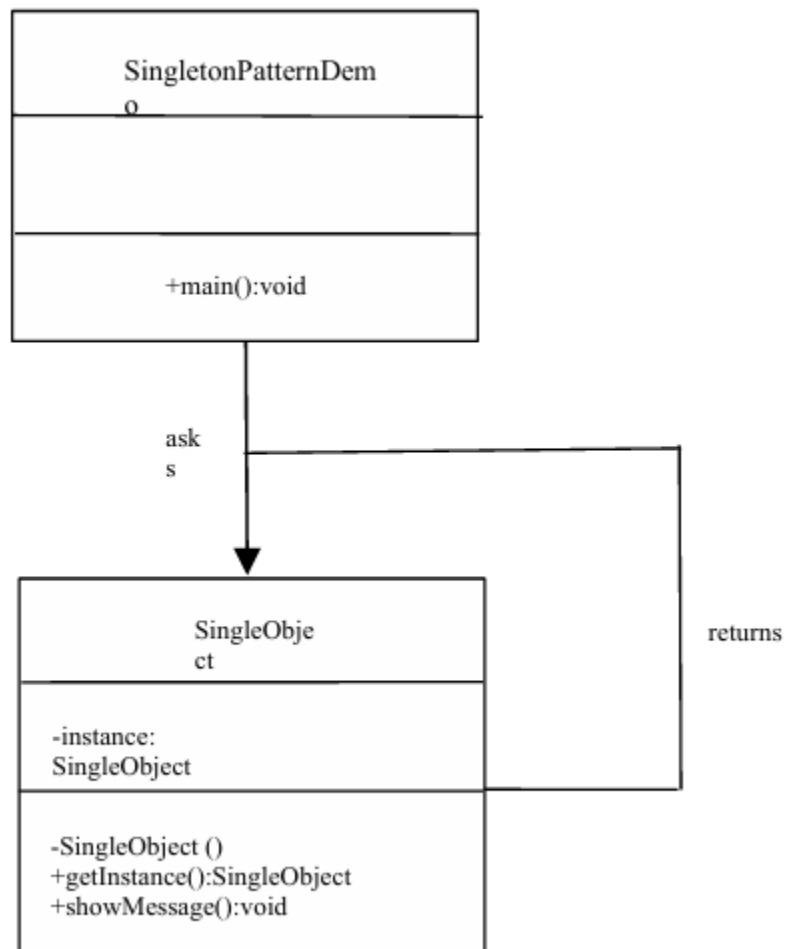 SingletonPatternDem
o
+main():void
ask
s
SingleObje
ct
returns
-instance:
SingleObject
-SingleObject ()
+getInstance():SingleObject
+showMessage():void